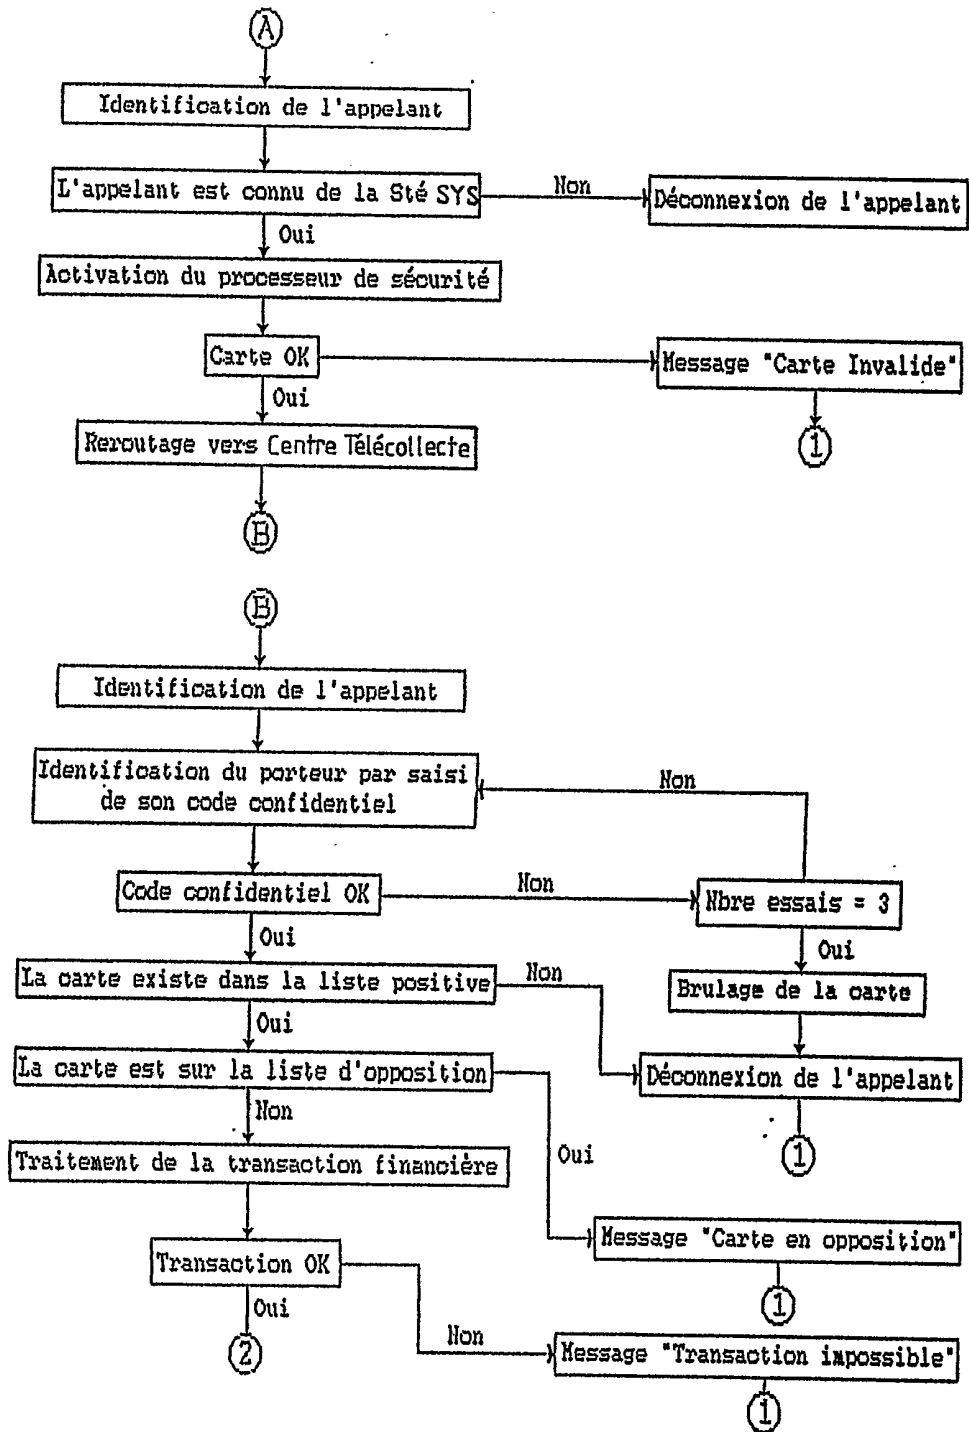 A
Identification de l'appelant
L'appelant est connu de la Sté SYS
Non
Déconnexion de l'appelant
Oui
Activation du processeur de sécurité
Carte OK
Message "Carte Invalide"
Oui
1
Reroutage vers Centre Télécollecte
B
B
Identification de l'appelant
Identification du porteur par saisi
de son code confidentiel
Non
Code confidentiel OK
Non
Nbre essais = 3
Oui
Oui
La carte existe dans la liste positive
Non
Brulage de la carte
Oui
La carte est sur la liste d'opposition
Déconnexion de l'appelant
Non
Oui
1
Traitement de la transaction financière
Message "Carte en opposition"
Transaction OK
1
Oui
Non
2
Message "Transaction impossible"
1